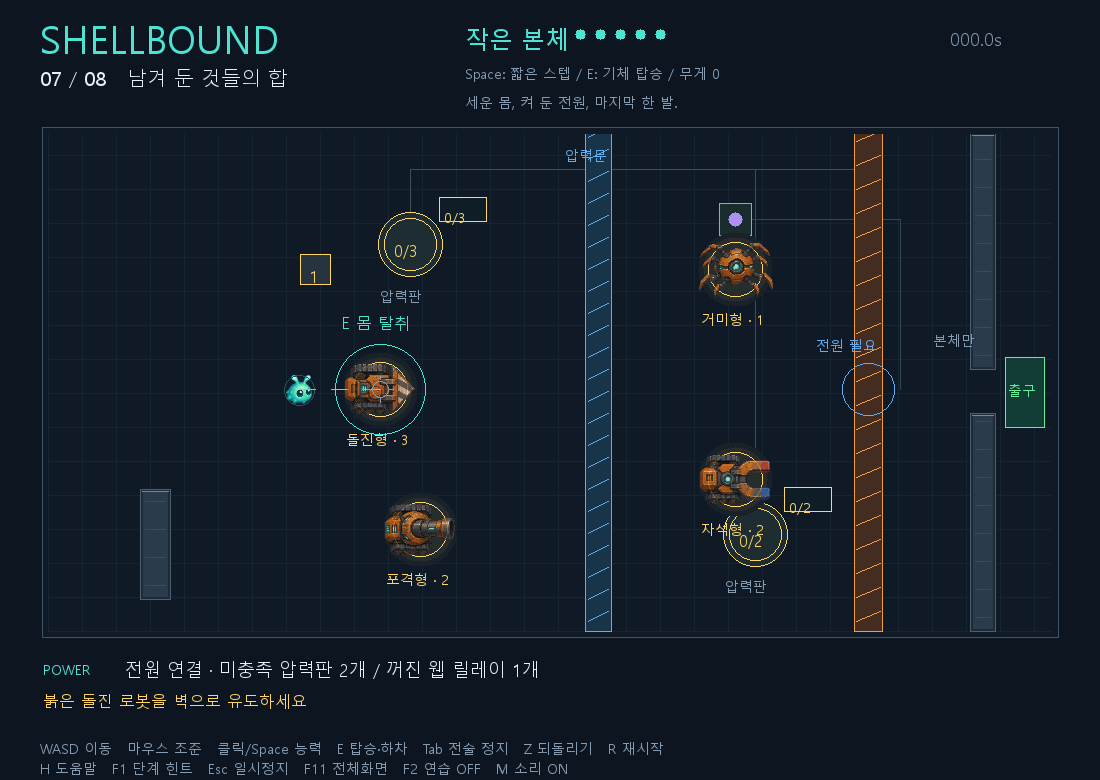 SHELLBOUND
07 / 08 남겨 둔 것들의 합
작은 본체
Space: 짧은 스텝 / E: 기체 탑승 / 무게 0
세운 몸, 켜 둔 전원, 마지막 한 발.
000.0s
압력문
0/3
0/3
1
압력판
E 몸 탈취
돌진형 · 3
포격형 · 2
거미형 · 1
전원 필요
본체만
출구
자석형 · 2
0/2
0/2
압력판
POWER 전원 연결 · 미충족 압력판 2개 / 꺼진 웹 릴레이 1개
붉은 돌진 로봇을 벽으로 유도하세요
WASD 이동 마우스 조준 클릭/Space 능력 E 탑승·하차 Tab 전술 정지 Z 되돌리기 R 재시작
H 도움말 F1 단계 힌트 Esc 일시정지 F11 전체화면 F2 연습 OFF M 소리 ON